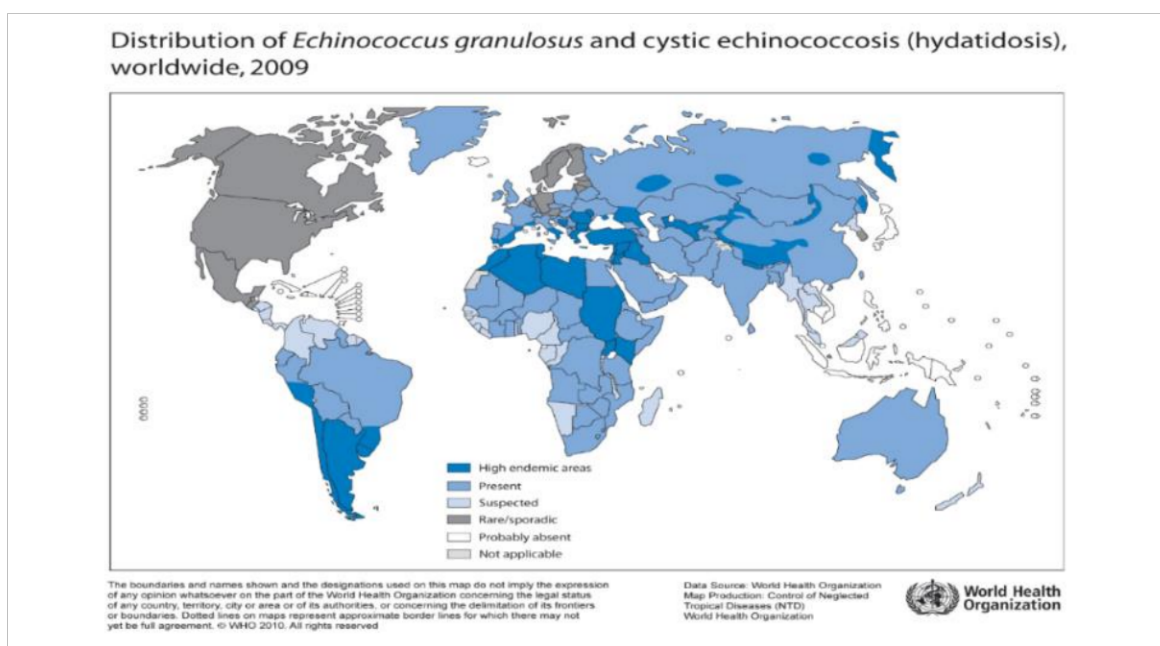 Distribution of Echinococcus granulosus and cystic echinococcosis (hydatidosis),
worldwide, 2009
High endemic areas
Present
Suspected
Rare/sporadic
Probably absent
Not applicable
The boundaries and names shown and the designations used on this map do not imply the expression
of any opinion whatsoever on the part of the World Health Organization concerning the legal status
of any country, territory, city or area or of its authorities, or concerning the delimitation of its frontiers
or boundaries. Dotted lines on maps represent approximate border lines for which there may not
yet be full agreement. © WHO 2010. All rights reserved
Data Source: World Health Organization
Map Production: Control of Neglected
Tropical Diseases (NTD)
World Health Organization
World Health
Organization